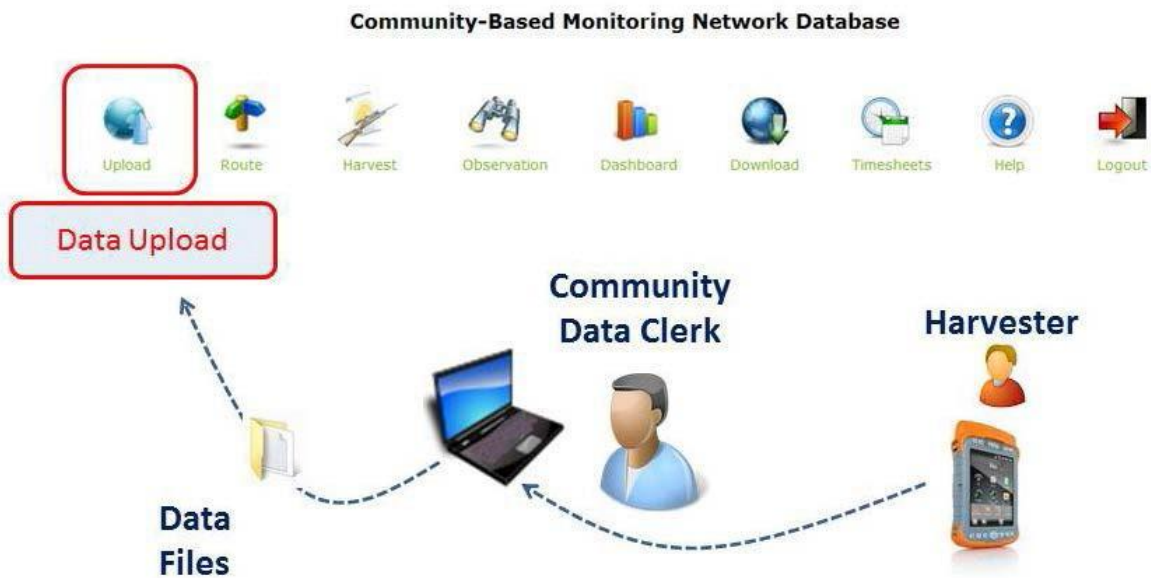 Community-Based Monitoring Network Database
Upload
Route
Harvest
Observation
Dashboard
Download
Timesheets
Help
Logout
Data Upload
Community
Data Clerk
Harvester
Data
Files